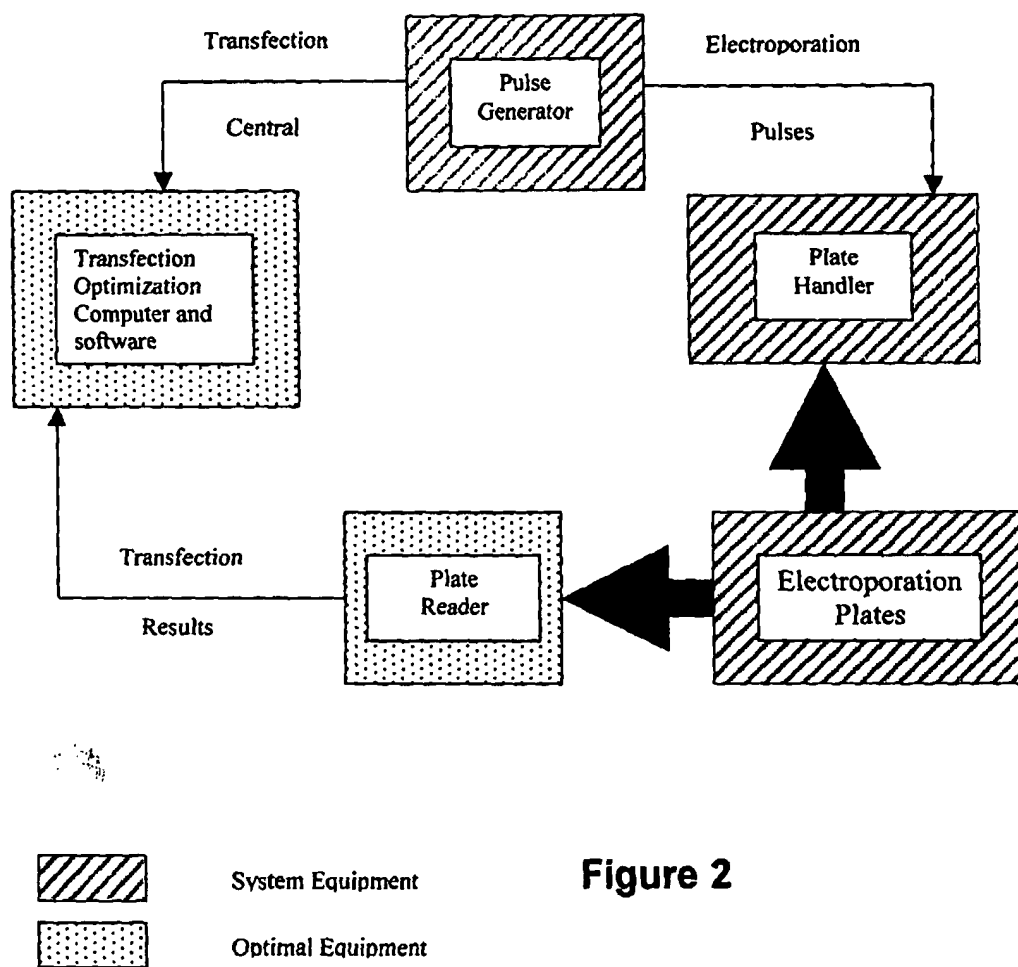 Transfection
Central
Pulse
Generator
Electroporation
Pulses
Transfection
Optimization
Computer and
software
Plate
Handler
Transfection
Results
Plate
Reader
Electroporation
Plates
System Equipment
Figure 2
Optimal Equipment